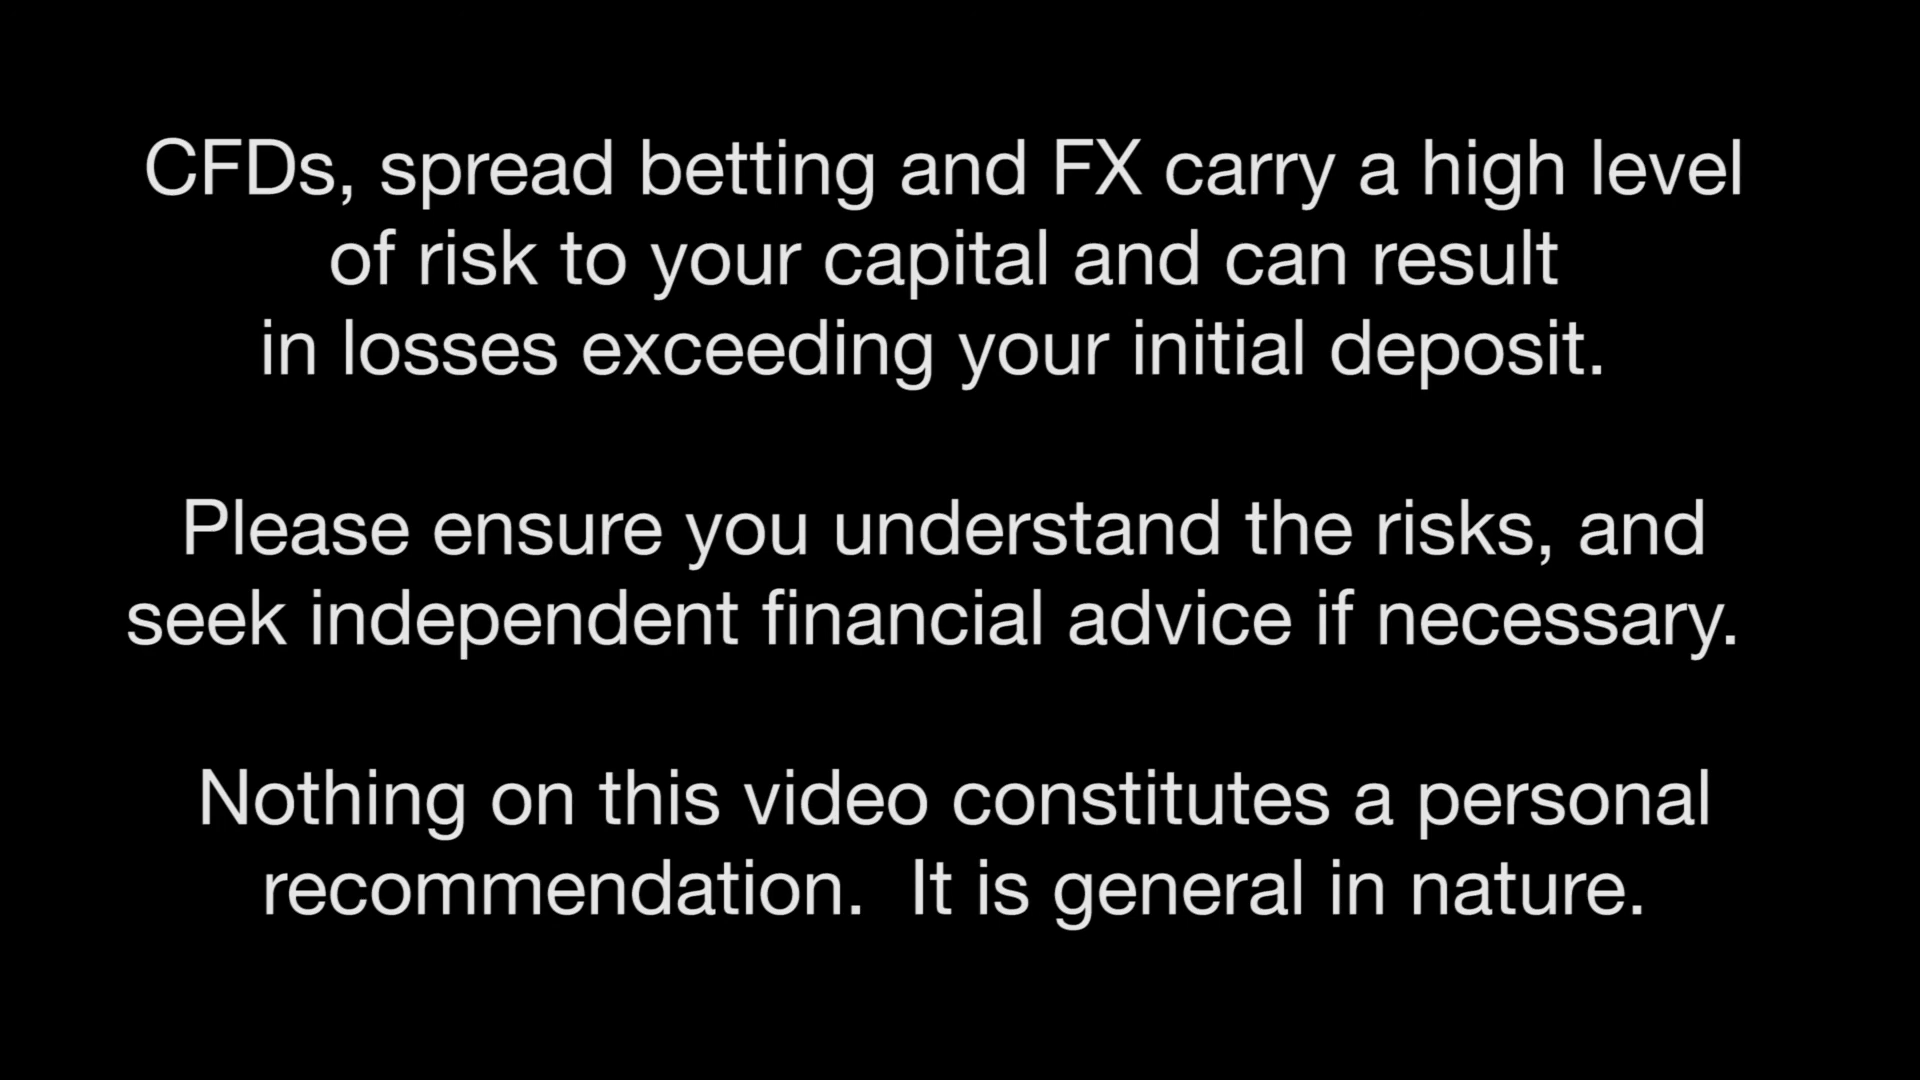 CFDs, spread betting and FX carry a high level
of risk to your capital and can result
in losses exceeding your initial deposit.
Please ensure you understand the risks, and
seek independent financial advice if necessary.
Nothing on this video constitutes a personal
recommendation.  It is general in nature.